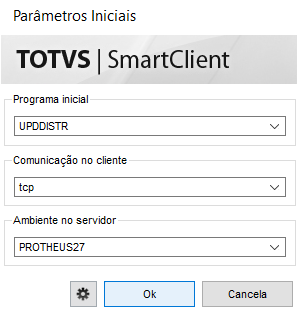 Parâmetros Iniciais
TOTVS | SmartClient
Programa inicial
UPDDISTR
Comunicação no cliente
tcp
Ambiente no servidor
PROTHEUS27
Ok
Cancela